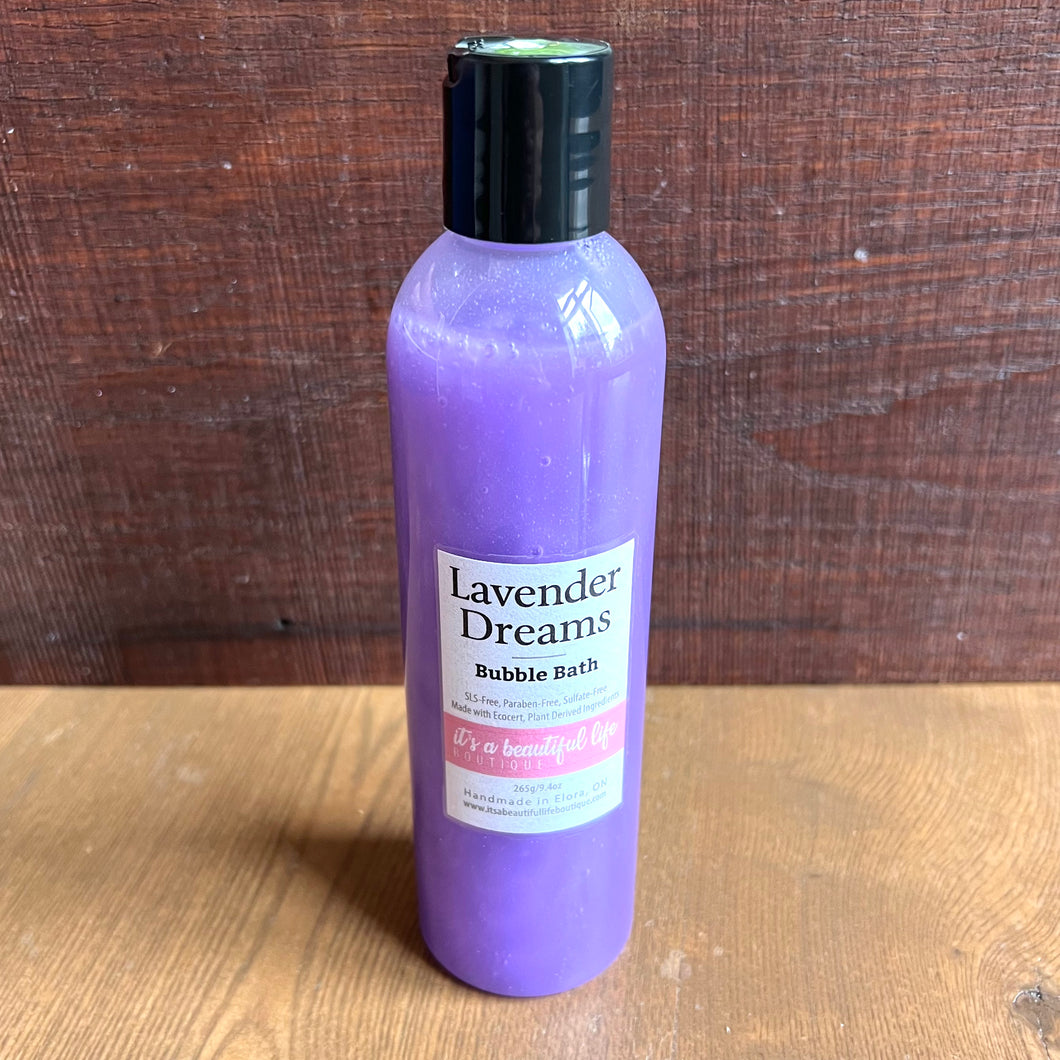 Lavender
Dreams
Bubble Bath
SLS-Free, Paraben-Free, Sulfate-Free
Made with Ecocert, Plant Derived Ingredients
it's a beautiful life
BOUTIQUE
265g/9.4oz
Handmade in Elora, ON
www.itsabeautifullifeboutique.com